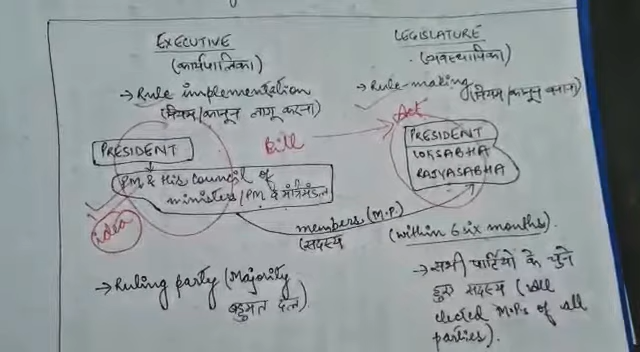 EXECUTIVE
(कार्यपालिका)
→ Rule implementation
(नियम/कानून लागू करना)
PRESIDENT
PM & His Council of
ministers/PM & मंत्रिमंडल
idea
→ Ruling party (Majority
बहुमत दल)
Bill
members (M.P.)
(सदस्य
LEGISLATURE
(व्यवस्थापिका)
→ Rule-making
(नियम/कानून बनाना)
Act
PRESIDENT
LOKSABHA
RAJYASABHA
(within 6 six months).
→ सभी पार्टियों के चुने
हुए सदस्य (all
elected M.P.s of all
parties).